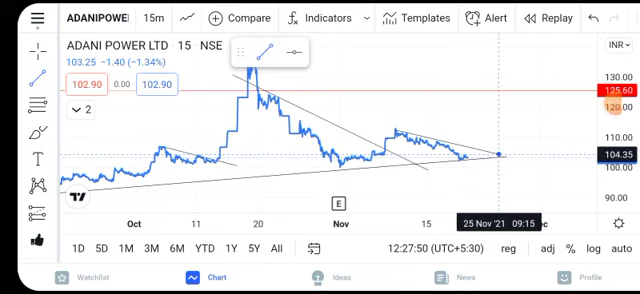 ADANIPOWE 15m Compare Indicators Templates Alert Replay
ADANI POWER LTD · 15 · NSE
INR
103.25 −1.40 (−1.34%)
102.90 0.00 102.90
2
130.00
125.60
120.00
110.00
104.35
100.00
90.00
E
Oct 11 20 Nov 15 25 Nov '21 09:15 ec
1D 5D 1M 3M 6M YTD 1Y 5Y All 12:27:50 (UTC+5:30) reg adj % log auto
Watchlist Chart Ideas News Profile